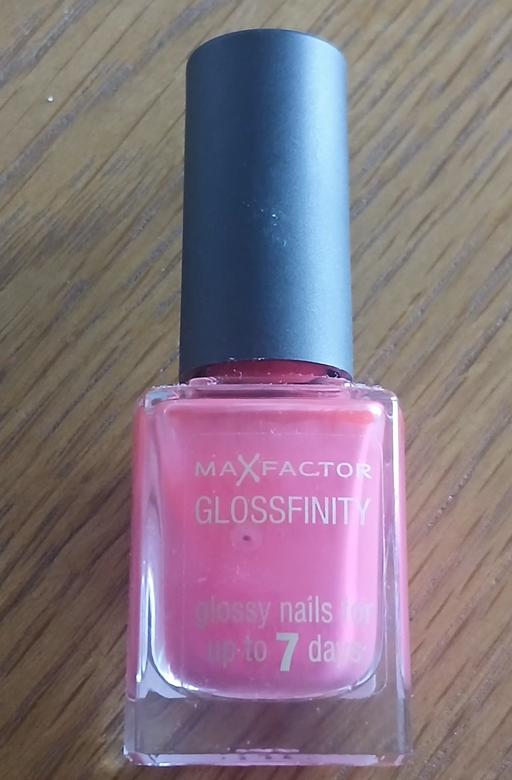 MAXFACTOR
GLOSSFINITY
glossy nails for
up to 7 days